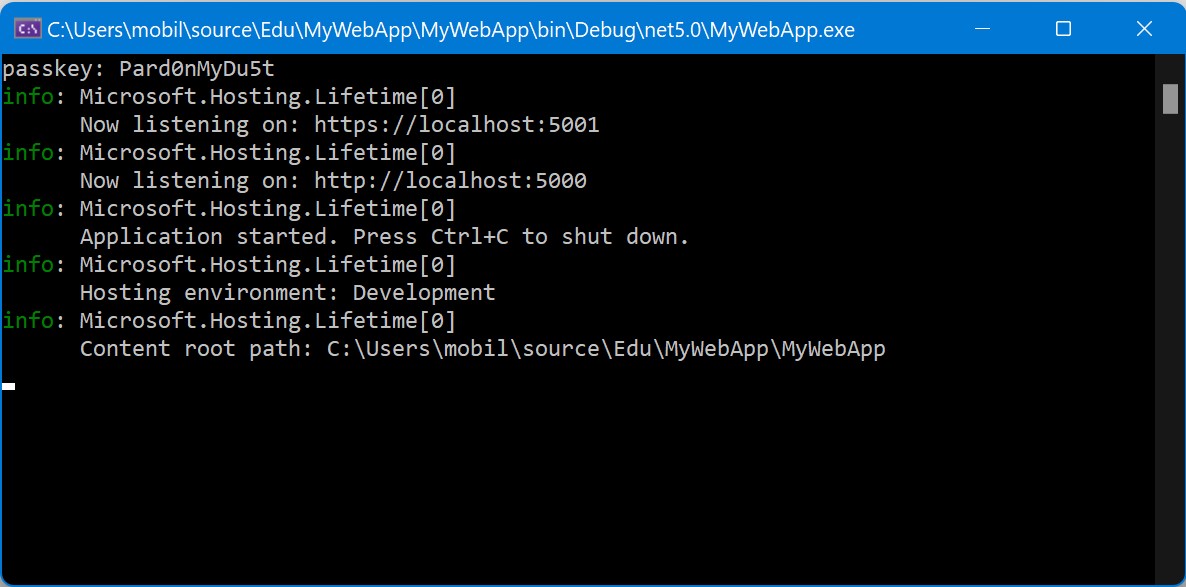 C:\Users\mobil\source\Edu\MyWebApp\MyWebApp\bin\Debug\net5.0\MyWebApp.exe
passkey: Pard0nMyDu5t
info: Microsoft.Hosting.Lifetime[0]
      Now listening on: https://localhost:5001
info: Microsoft.Hosting.Lifetime[0]
      Now listening on: http://localhost:5000
info: Microsoft.Hosting.Lifetime[0]
      Application started. Press Ctrl+C to shut down.
info: Microsoft.Hosting.Lifetime[0]
      Hosting environment: Development
info: Microsoft.Hosting.Lifetime[0]
      Content root path: C:\Users\mobil\source\Edu\MyWebApp\MyWebApp